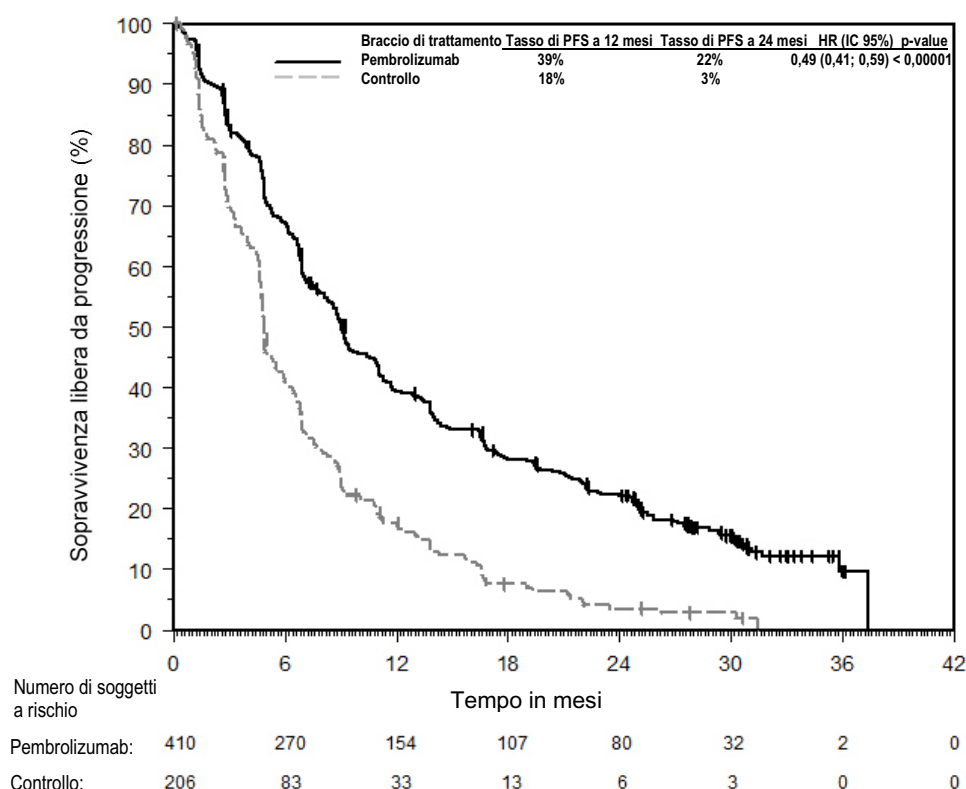 Braccio di trattamento Tasso di PFS a 12 mesi Tasso di PFS a 24 mesi HR (IC 95%) p-value
Pembrolizumab 39% 22% 0,49 (0,41; 0,59) < 0,00001
Controllo 18% 3%
Sopravvivenza libera da progressione (%)
100
90
80
70
60
50
40
30
20
10
0
0 6 12 18 24 30 36 42
Tempo in mesi
Numero di soggetti
a rischio
Pembrolizumab: 410 270 154 107 80 32 2 0
Controllo: 206 83 33 13 6 3 0 0